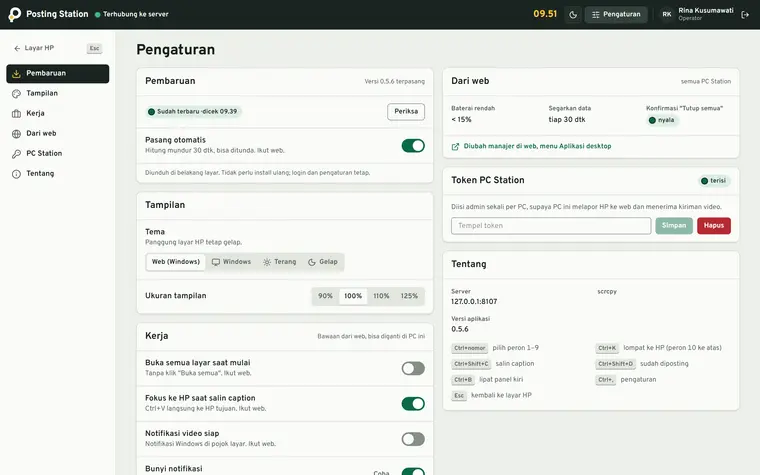 Posting Station
Terhubung ke server
09.51
Pengaturan
RK
Rina Kusumawati
Operator
Layar HP
Esc
Pembaruan
Tampilan
Kerja
Dari web
PC Station
Tentang
Pengaturan
Pembaruan
Versi 0.5.6 terpasang
Sudah terbaru · dicek 09.39
Periksa
Pasang otomatis
Hitung mundur 30 dtk, bisa ditunda. Ikut web.
Diunduh di belakang layar. Tidak perlu install ulang; login dan pengaturan tetap.
Tampilan
Tema
Panggung layar HP tetap gelap.
Web (Windows)
Windows
Terang
Gelap
Ukuran tampilan
90%
100%
110%
125%
Kerja
Bawaan dari web, bisa diganti di PC ini
Buka semua layar saat mulai
Tanpa klik "Buka semua". Ikut web.
Fokus ke HP saat salin caption
Ctrl+V langsung ke HP tujuan. Ikut web.
Notifikasi video siap
Notifikasi Windows di pojok layar. Ikut web.
Bunyi notifikasi
Coba
Dari web
semua PC Station
Baterai rendah
< 15%
Segarkan data
tiap 30 dtk
Konfirmasi "Tutup semua"
nyala
Diubah manajer di web, menu Aplikasi desktop
Token PC Station
terisi
Diisi admin sekali per PC, supaya PC ini melapor HP ke web dan menerima kiriman video.
Tempel token
Simpan
Hapus
Tentang
Server
127.0.0.1:8107
scrcpy
Versi aplikasi
0.5.6
Ctrl+nomor pilih peron 1–9
Ctrl+K lompat ke HP (peron 10 ke atas)
Ctrl+Shift+C salin caption
Ctrl+Shift+D sudah diposting
Ctrl+B lipat panel kiri
Ctrl+, pengaturan
Esc kembali ke layar HP